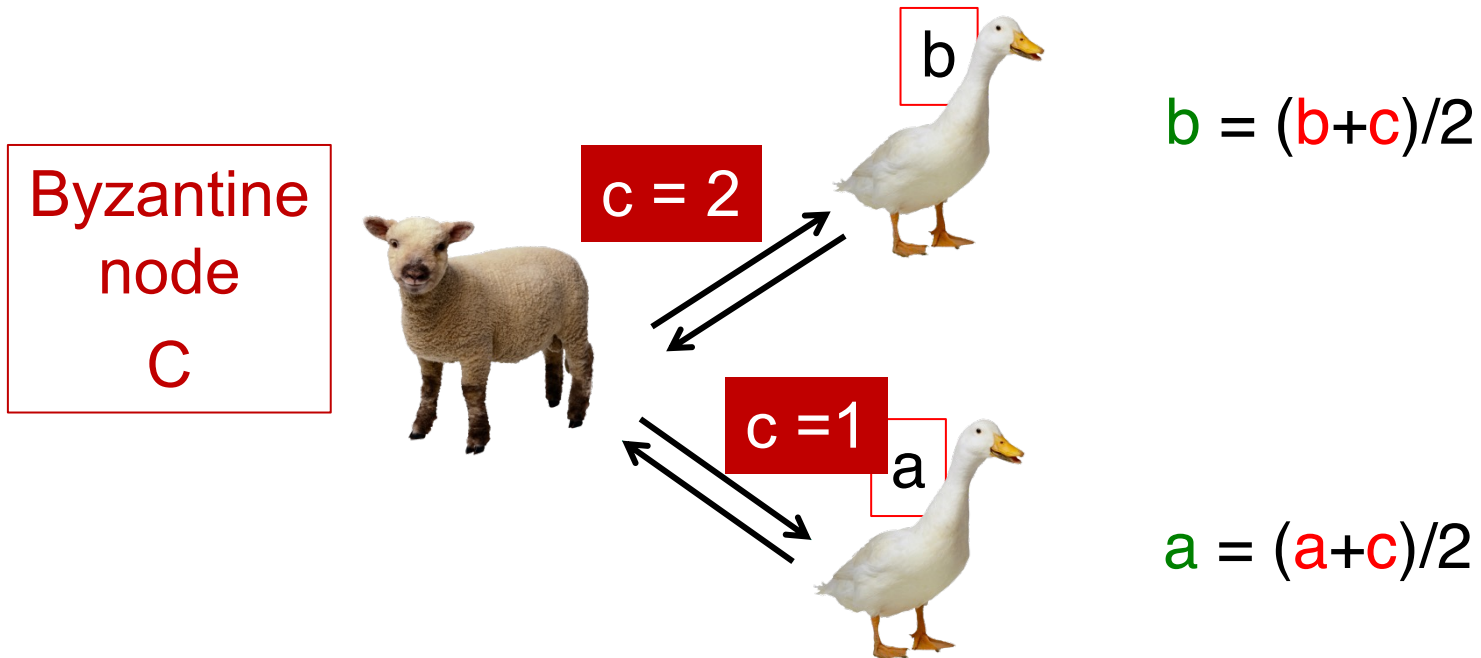 b
b = (b+c)/2
Byzantine
node
C
c = 2
c =1
a
a = (a+c)/2